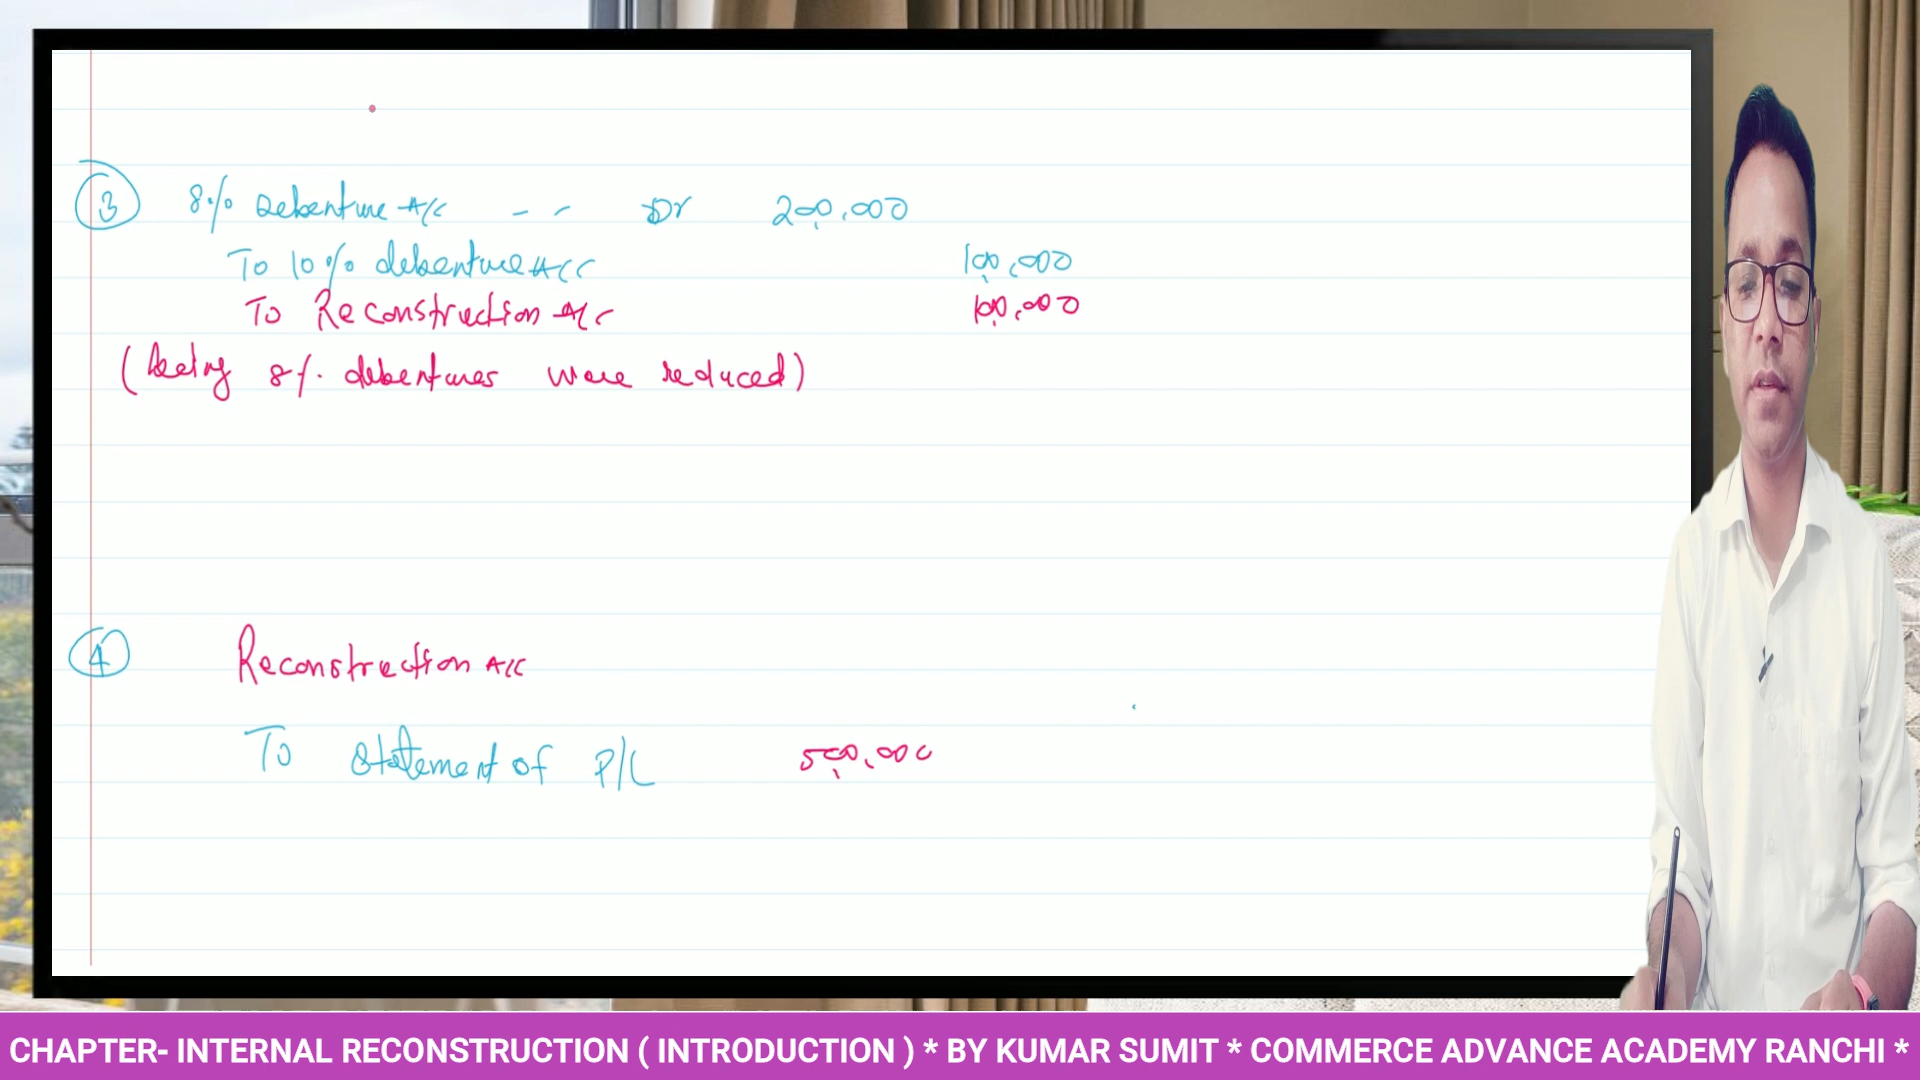 3 8% Debenture A/c - - Dr 200,000
To 10% debenture A/C 100,000
To Reconstruction A/c 100,000
(being 8%. debentures were reduced)
4 Reconstruction A/C
To Statement of P/L 500,000
CHAPTER- INTERNAL RECONSTRUCTION ( INTRODUCTION ) * BY KUMAR SUMIT * COMMERCE ADVANCE ACADEMY RANCHI *